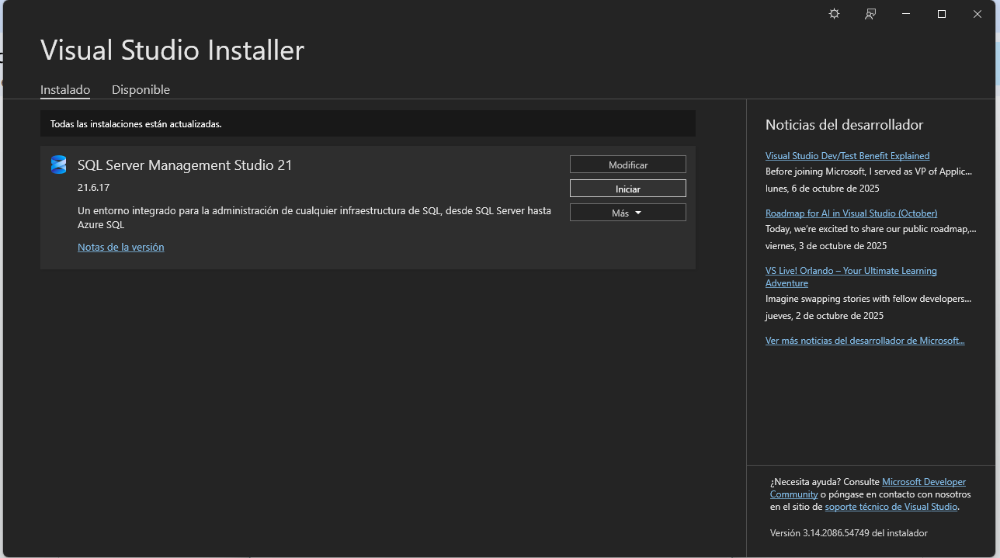 Visual Studio Installer
Instalado
Disponible
Todas las instalaciones están actualizadas.
SQL Server Management Studio 21
21.6.17
Un entorno integrado para la administración de cualquier infraestructura de SQL, desde SQL Server hasta
Azure SQL
Notas de la versión
Modificar
Iniciar
Más
Noticias del desarrollador
Visual Studio Dev/Test Benefit Explained
Before joining Microsoft, I served as VP of Applic...
lunes, 6 de octubre de 2025
Roadmap for AI in Visual Studio (October)
Today, we're excited to share our public roadmap,...
viernes, 3 de octubre de 2025
VS Live! Orlando – Your Ultimate Learning
Adventure
Imagine swapping stories with fellow developers...
jueves, 2 de octubre de 2025
Ver más noticias del desarrollador de Microsoft...
¿Necesita ayuda? Consulte Microsoft Developer
Community o póngase en contacto con nosotros
en el sitio de soporte técnico de Visual Studio.
Versión 3.14.2086.54749 del instalador